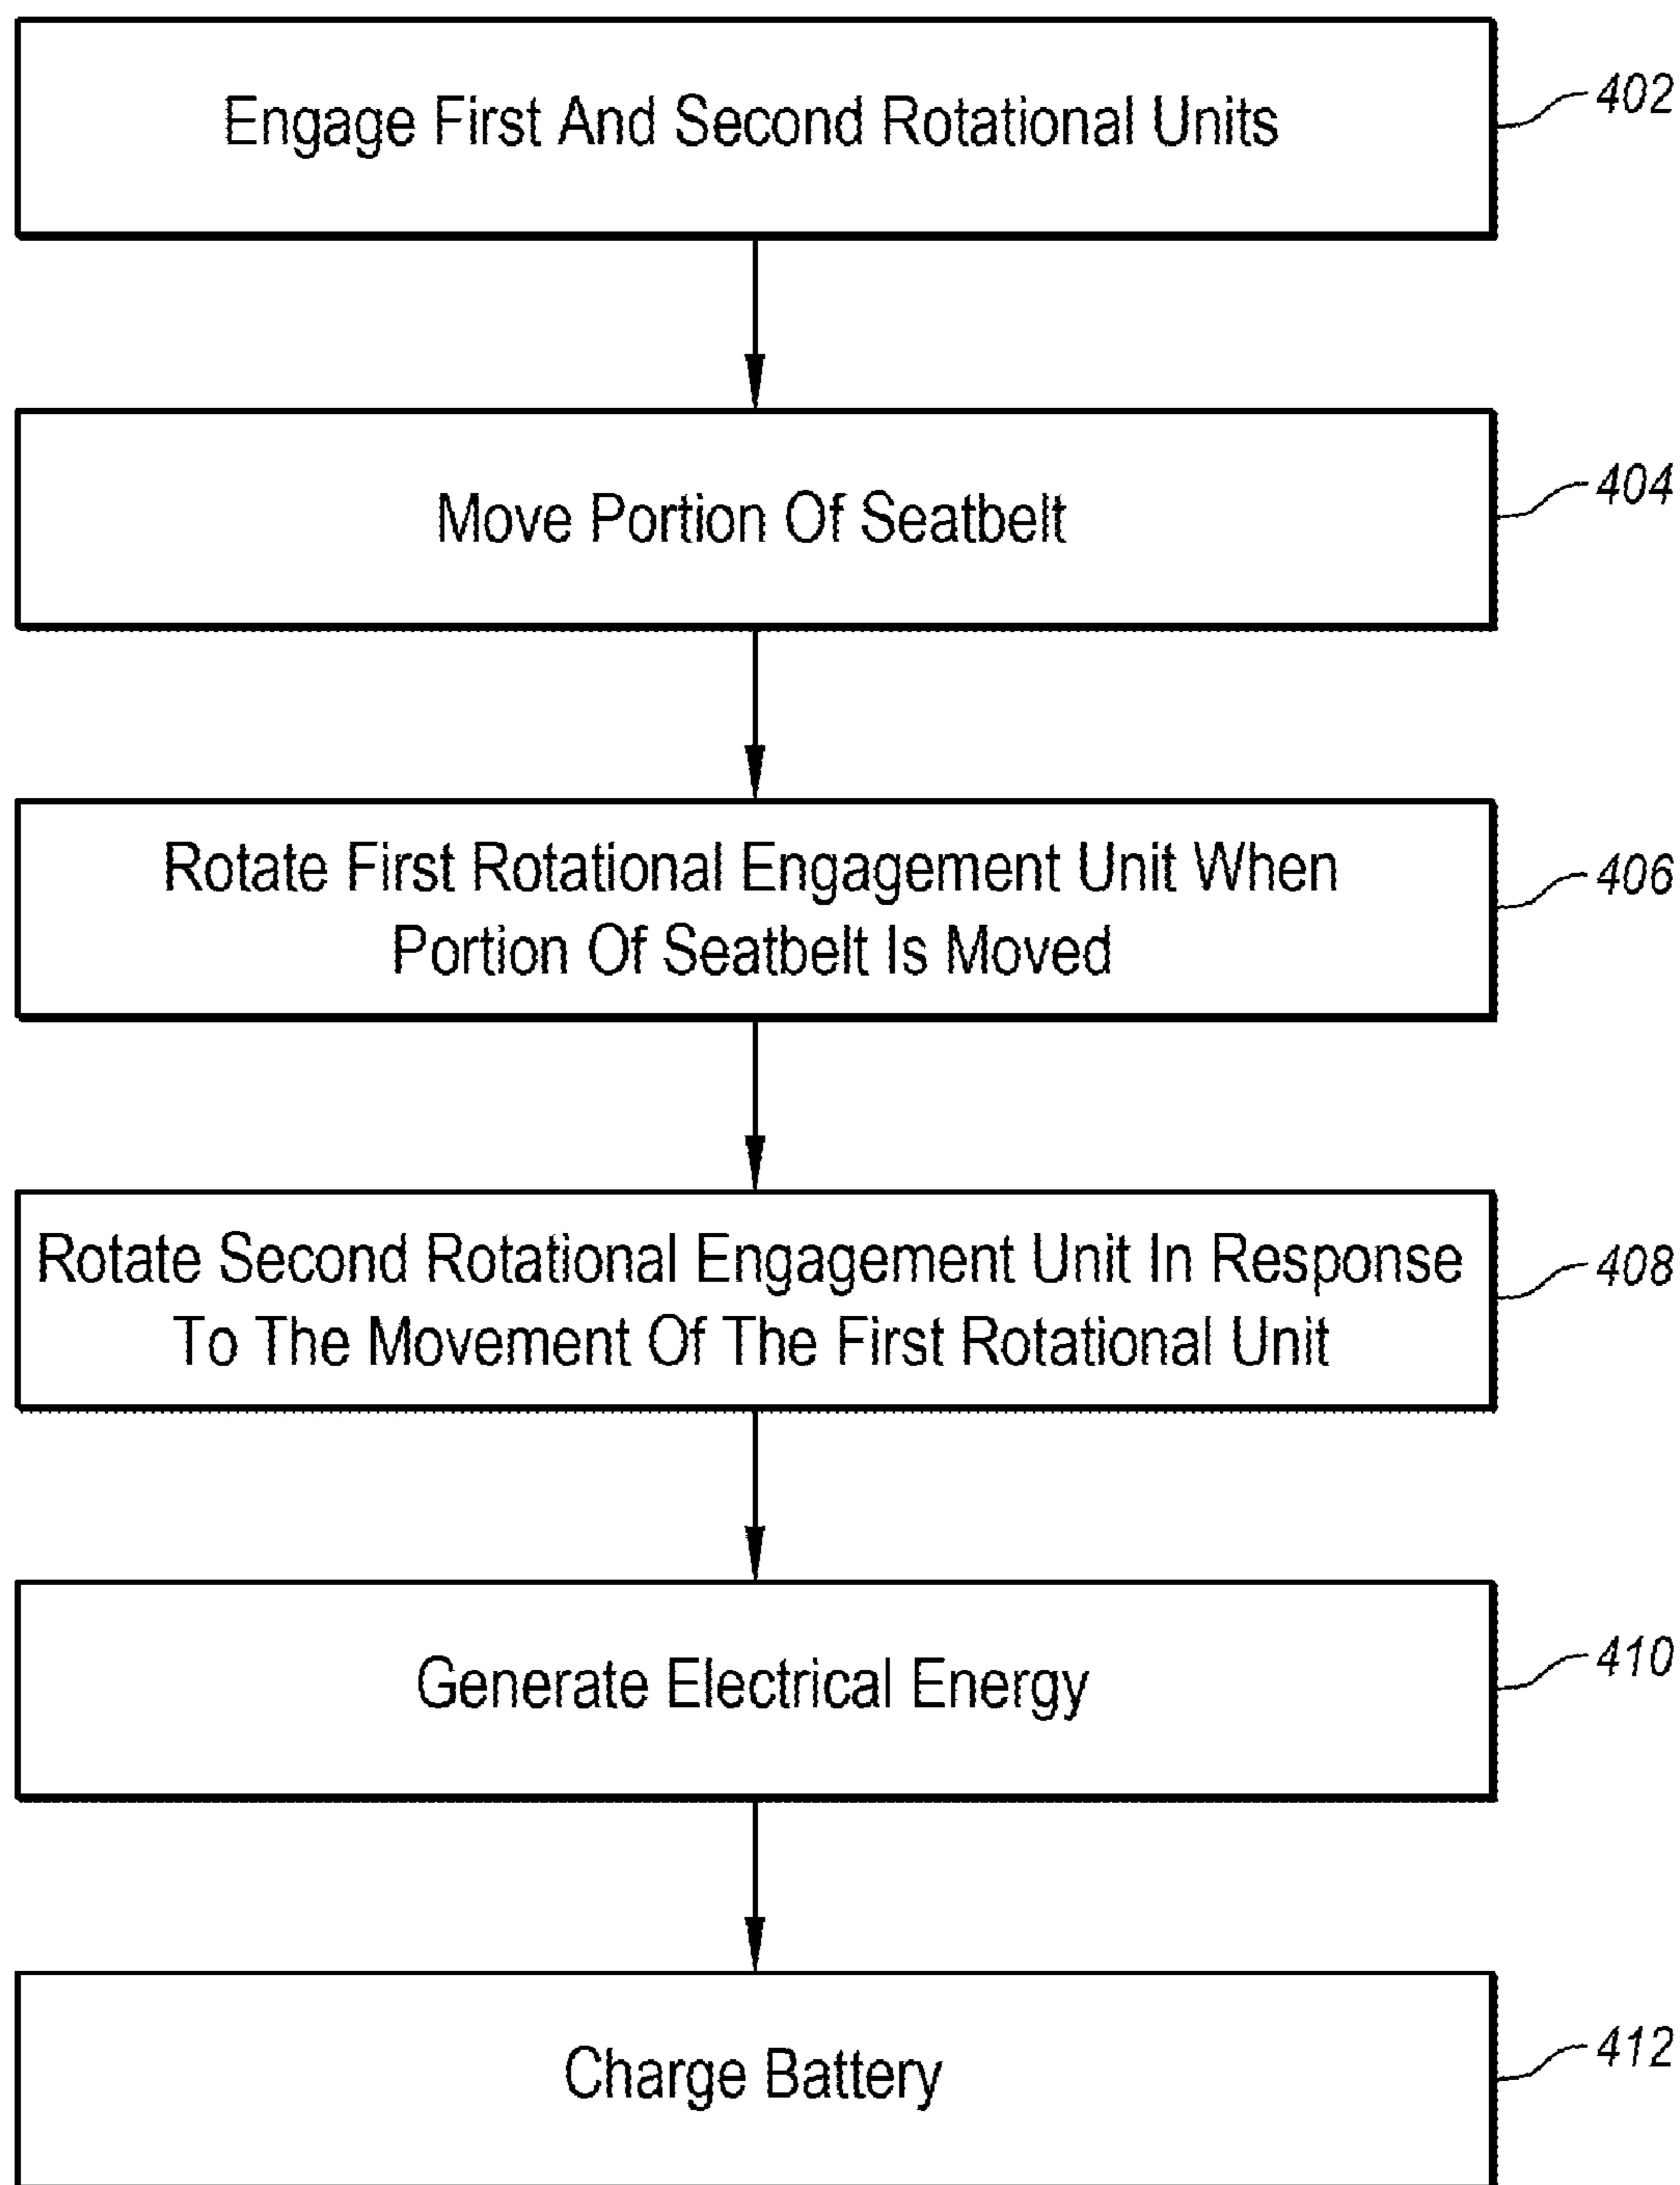 Engage First And Second Rotational Units
402
Move Portion Of Seatbelt
404
Rotate First Rotational Engagement Unit When
Portion Of Seatbelt Is Moved
406
Rotate Second Rotational Engagement Unit In Response
To The Movement Of The First Rotational Unit
408
Generate Electrical Energy
410
Charge Battery
412